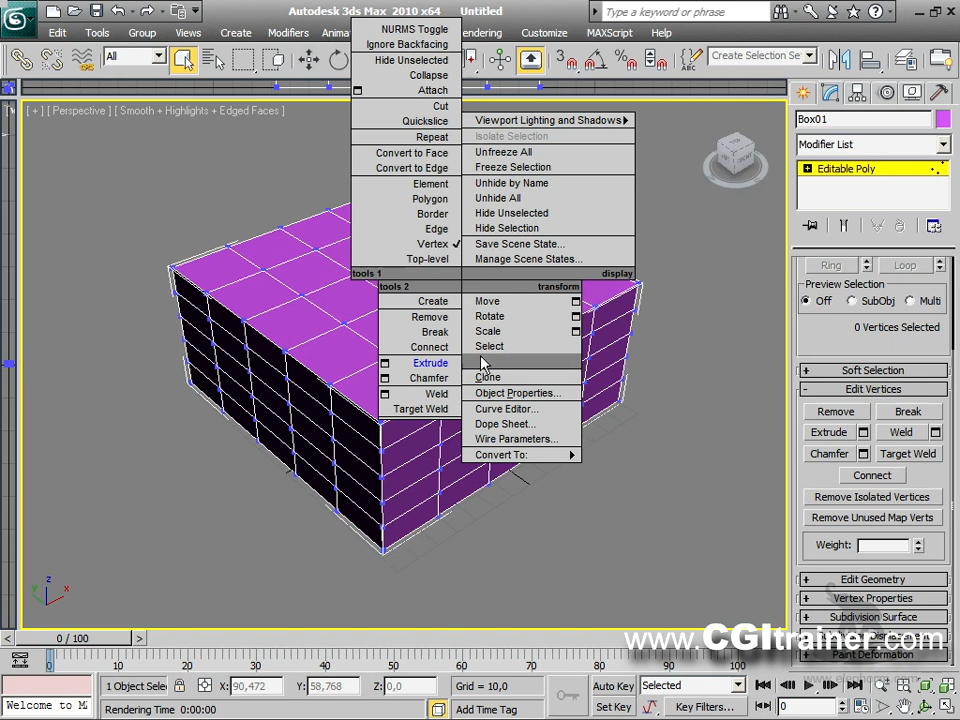 Autodesk 3ds Max 2010 x64 Untitled
Type a keyword or phrase
Edit Tools Group Views Create Modifiers Anima endering Customize MAXScript Help
All
Create Selection Se
[ + ] [ Perspective ] [ Smooth + Highlights + Edged Faces ]
NURMS Toggle
Ignore Backfacing
Hide Unselected
Collapse
Attach
Cut
Quickslice
Repeat
Convert to Face
Convert to Edge
Element
Polygon
Border
Edge
Vertex
Top-level
tools 1
Viewport Lighting and Shadows
Isolate Selection
Unfreeze All
Freeze Selection
Unhide by Name
Unhide All
Hide Unselected
Hide Selection
Save Scene State...
Manage Scene States...
display
tools 2
Create
Remove
Break
Connect
Extrude
Chamfer
Weld
Target Weld
transform
Move
Rotate
Scale
Select
Clone
Object Properties...
Curve Editor...
Dope Sheet...
Wire Parameters...
Convert To:
TOP
FRONT
z
y
x
Box01
Modifier List
Editable Poly
Ring Loop
Preview Selection
Off SubObj Multi
0 Vertices Selected
+ Soft Selection
- Edit Vertices
Remove Break
Extrude Weld
Chamfer Target Weld
Connect
Remove Isolated Vertices
Remove Unused Map Verts
Weight:
+ Edit Geometry
+ Vertex Properties
+ Subdivision Surface
+ Paint Deformation
www.CGItrainer.com
< 0 / 100 >
0 10 20 30 40 50 60 70 80 90 100
1 Object Selec X: 90,472 Y: 58,768 Z: 0,0 Grid = 10,0
Auto Key Selected
Welcome to M
Rendering Time 0:00:00
Add Time Tag
Set Key Key Filters...
0